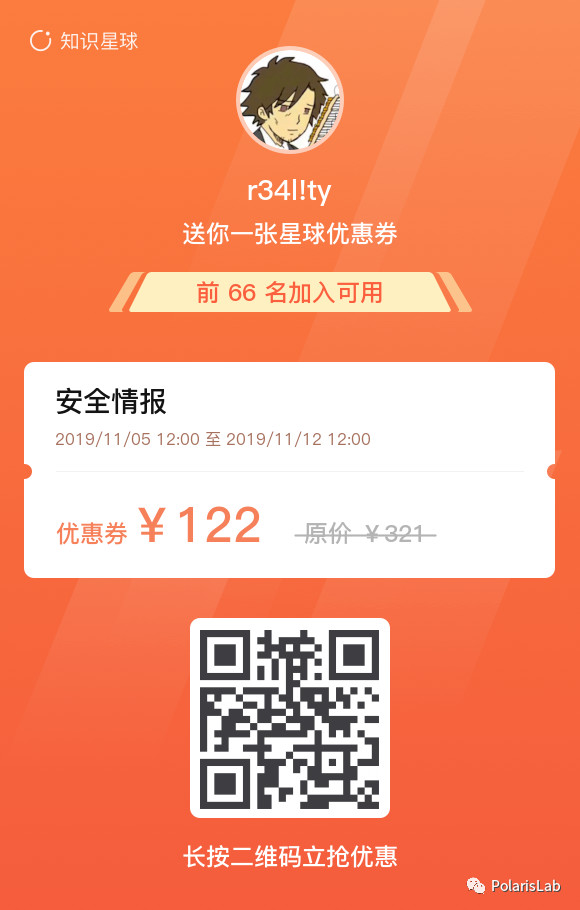 知识星球
r34l!ty
送你一张星球优惠券
前 66 名加入可用
安全情报
2019/11/05 12:00 至 2019/11/12 12:00
优惠券 ¥122 原价 ¥321
长按二维码立抢优惠
PolarisLab